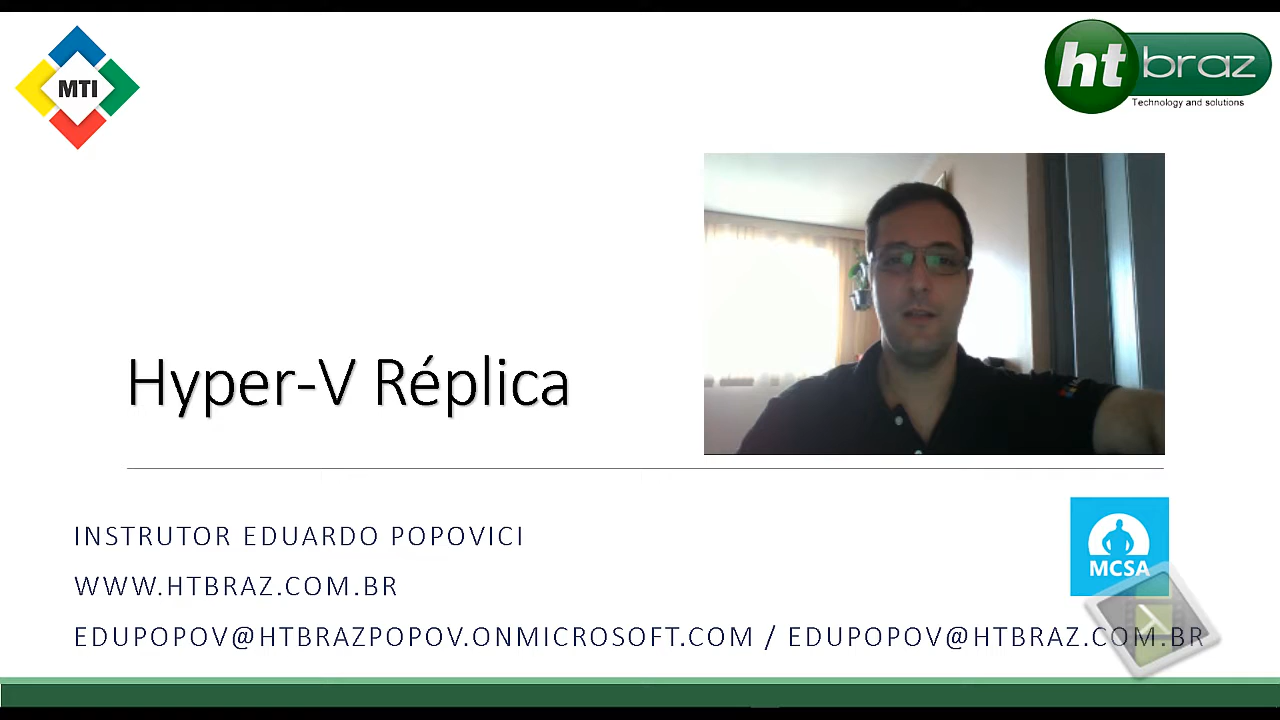 MTI
ht braz
Technology and solutions
Hyper-V Réplica
INSTRUTOR EDUARDO POPOVICI
WWW.HTBRAZ.COM.BR
EDUPOPOV@HTBRAZPOPOV.ONMICROSOFT.COM / EDUPOPOV@HTBRAZ.COM.BR
MCSA